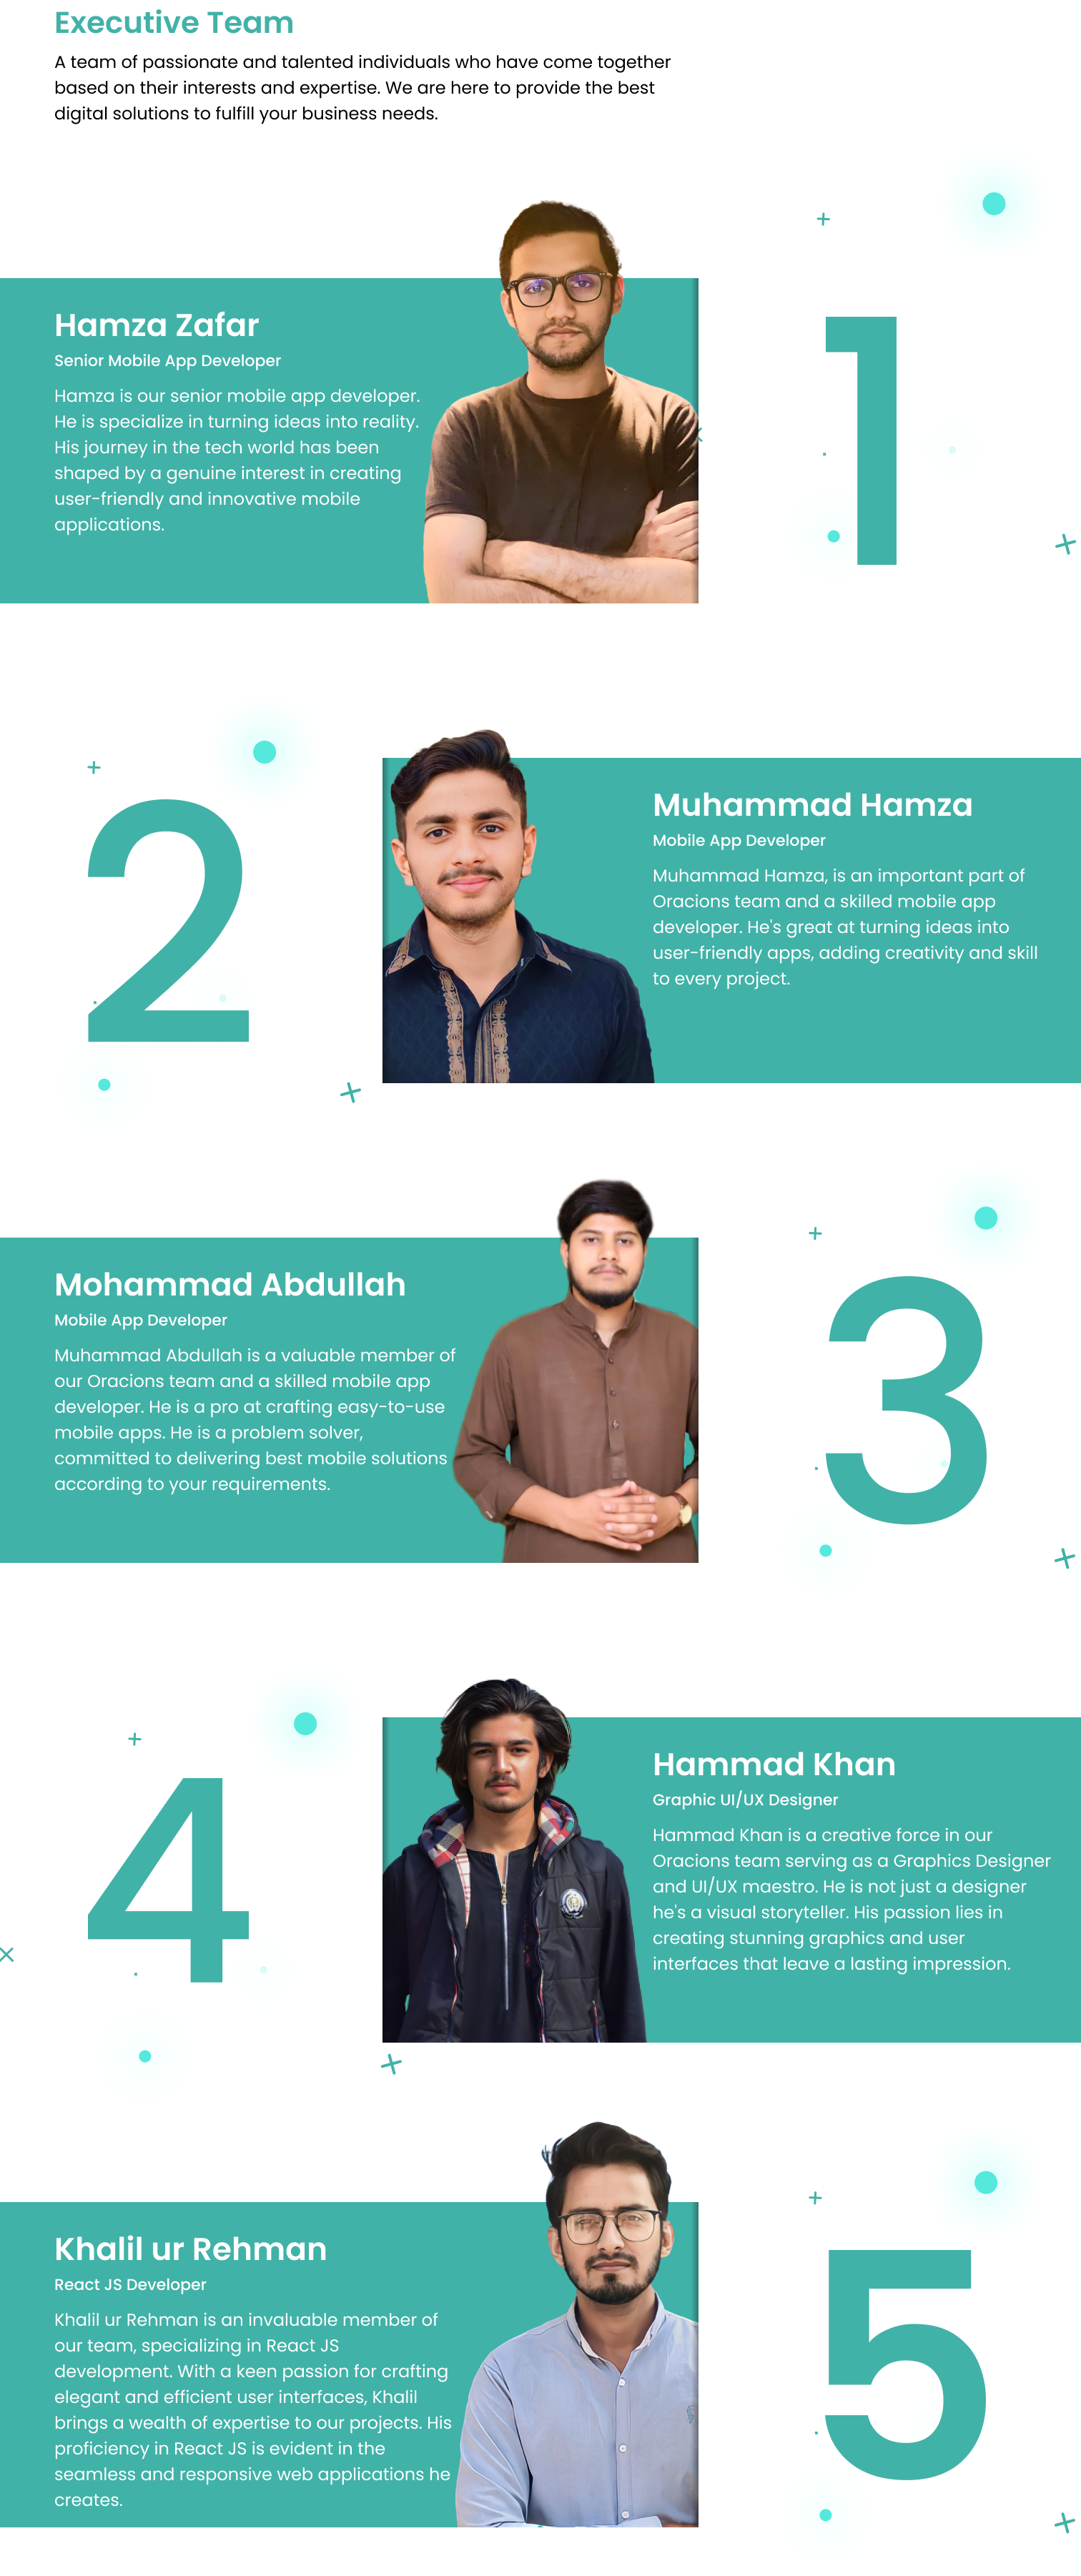 Executive Team
A team of passionate and talented individuals who have come together
based on their interests and expertise. We are here to provide the best
digital solutions to fulfill your business needs.
Hamza Zafar
Senior Mobile App Developer
Hamza is our senior mobile app developer.
He is specialize in turning ideas into reality.
His journey in the tech world has been
shaped by a genuine interest in creating
user-friendly and innovative mobile
applications.
1
2
Muhammad Hamza
Mobile App Developer
Muhammad Hamza, is an important part of
Oracions team and a skilled mobile app
developer. He's great at turning ideas into
user-friendly apps, adding creativity and skill
to every project.
Mohammad Abdullah
Mobile App Developer
Muhammad Abdullah is a valuable member of
our Oracions team and a skilled mobile app
developer. He is a pro at crafting easy-to-use
mobile apps. He is a problem solver,
committed to delivering best mobile solutions
according to your requirements.
3
4
Hammad Khan
Graphic UI/UX Designer
Hammad Khan is a creative force in our
Oracions team serving as a Graphics Designer
and UI/UX maestro. He is not just a designer
he's a visual storyteller. His passion lies in
creating stunning graphics and user
interfaces that leave a lasting impression.
Khalil ur Rehman
React JS Developer
Khalil ur Rehman is an invaluable member of
our team, specializing in React JS
development. With a keen passion for crafting
elegant and efficient user interfaces, Khalil
brings a wealth of expertise to our projects. His
proficiency in React JS is evident in the
seamless and responsive web applications he
creates.
5